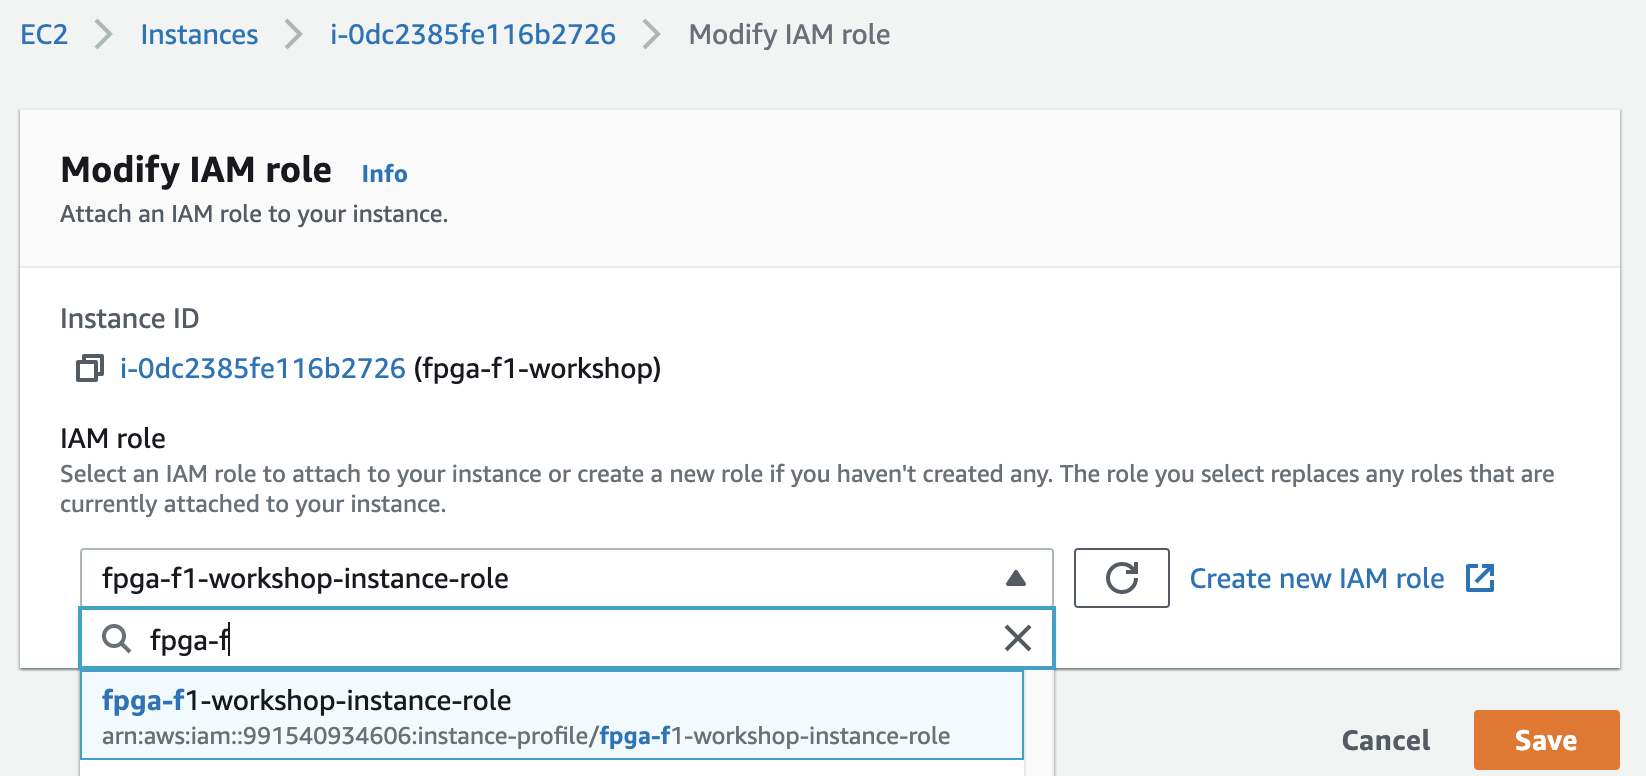 EC2 > Instances > i-0dc2385fe116b2726 > Modify IAM role
Modify IAM role Info
Attach an IAM role to your instance.
Instance ID
i-0dc2385fe116b2726 (fpga-f1-workshop)
IAM role
Select an IAM role to attach to your instance or create a new role if you haven't created any. The role you select replaces any roles that are
currently attached to your instance.
fpga-f1-workshop-instance-role
Create new IAM role
fpga-f
fpga-f1-workshop-instance-role
arn:aws:iam::991540934606:instance-profile/fpga-f1-workshop-instance-role
Cancel Save